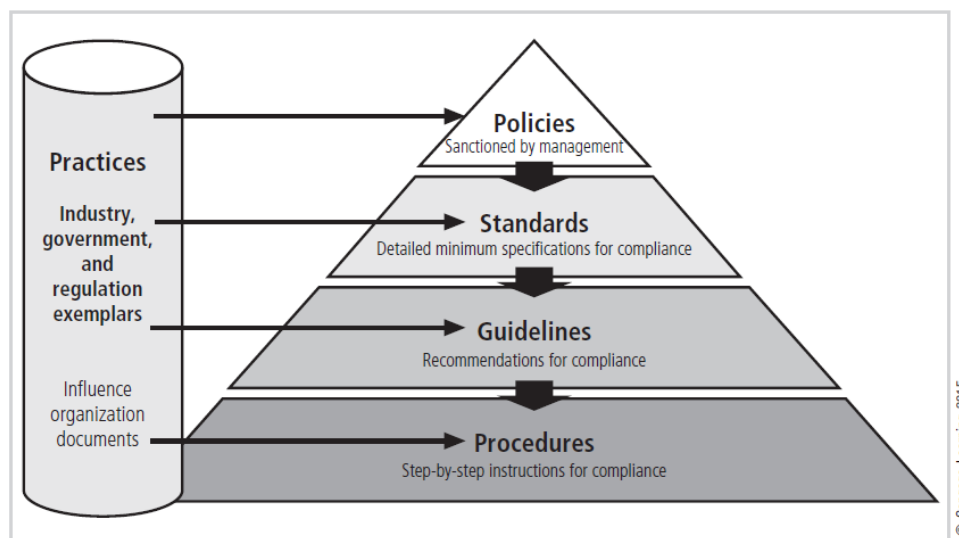 Practices
Industry,
government,
and
regulation
exemplars
Influence
organization
documents
Policies
Sanctioned by management
Standards
Detailed minimum specifications for compliance
Guidelines
Recommendations for compliance
Procedures
Step-by-step instructions for compliance
©
2015